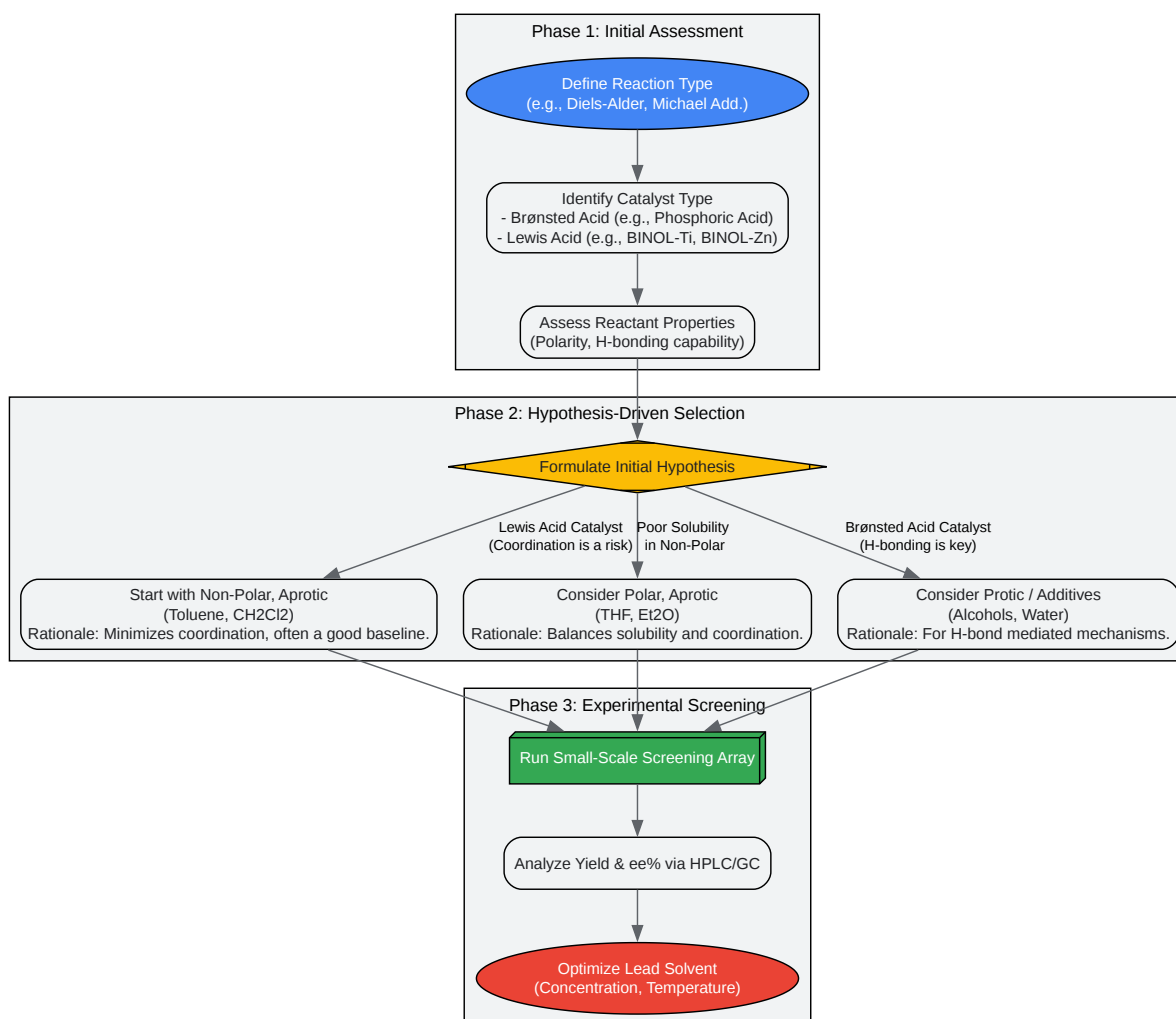 Phase 1: Initial Assessment
Define Reaction Type
(e.g., Diels-Alder, Michael Add.)
Identify Catalyst Type
- Brønsted Acid (e.g., Phosphoric Acid)
- Lewis Acid (e.g., BINOL-Ti, BINOL-Zn)
Assess Reactant Properties
(Polarity, H-bonding capability)
Phase 2: Hypothesis-Driven Selection
Formulate Initial Hypothesis
Lewis Acid Catalyst
(Coordination is a risk)
Poor Solubility
in Non-Polar
Brønsted Acid Catalyst
(H-bonding is key)
Start with Non-Polar, Aprotic
(Toluene, CH2Cl2)
Rationale: Minimizes coordination, often a good baseline.
Consider Polar, Aprotic
(THF, Et2O)
Rationale: Balances solubility and coordination.
Consider Protic / Additives
(Alcohols, Water)
Rationale: For H-bond mediated mechanisms.
Phase 3: Experimental Screening
Run Small-Scale Screening Array
Analyze Yield & ee% via HPLC/GC
Optimize Lead Solvent
(Concentration, Temperature)